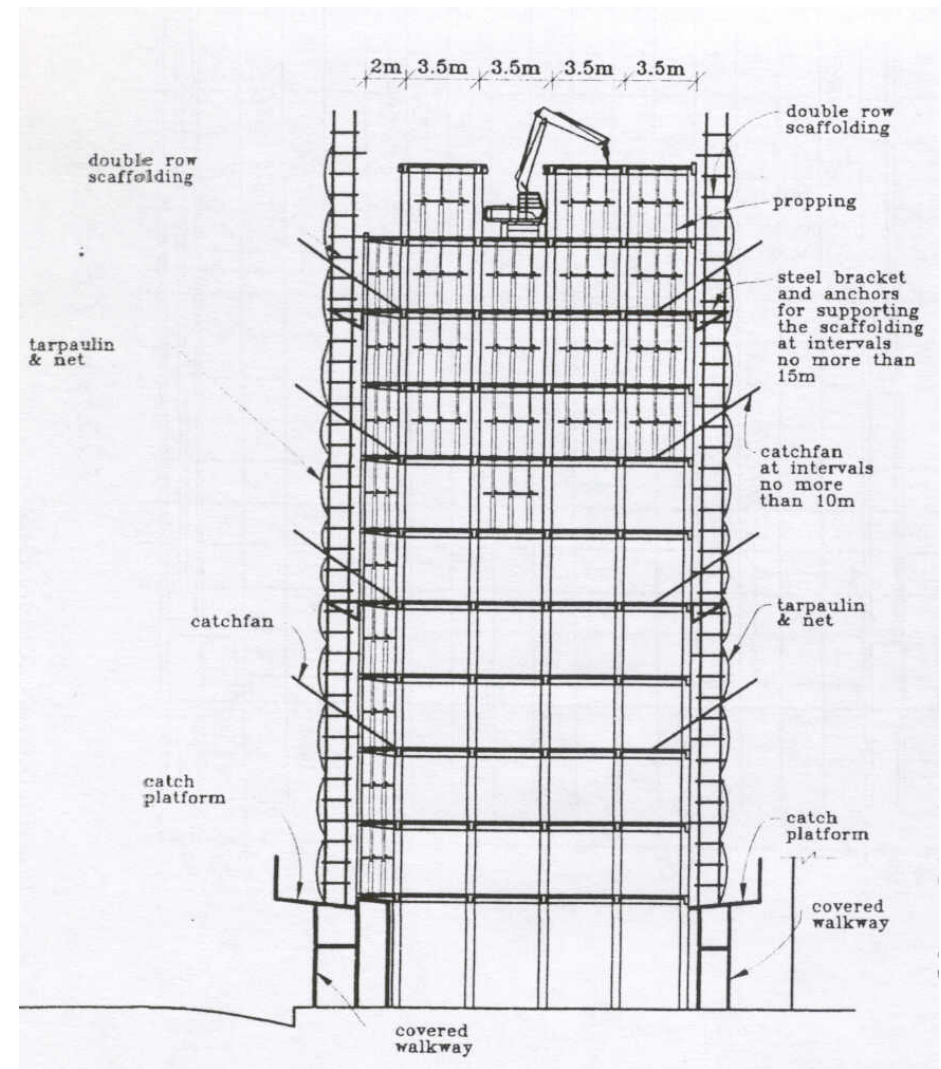 2m 3.5m 3.5m 3.5m 3.5m
double row
scaffolding
double row
scaffolding
propping
steel bracket
and anchors
for supporting
the scaffolding
at intervals
no more than
15m
tarpaulin
& net
catchfan
at intervals
no more
than 10m
catchfan
tarpaulin
& net
catch
platform
catch
platform
covered
walkway
covered
walkway